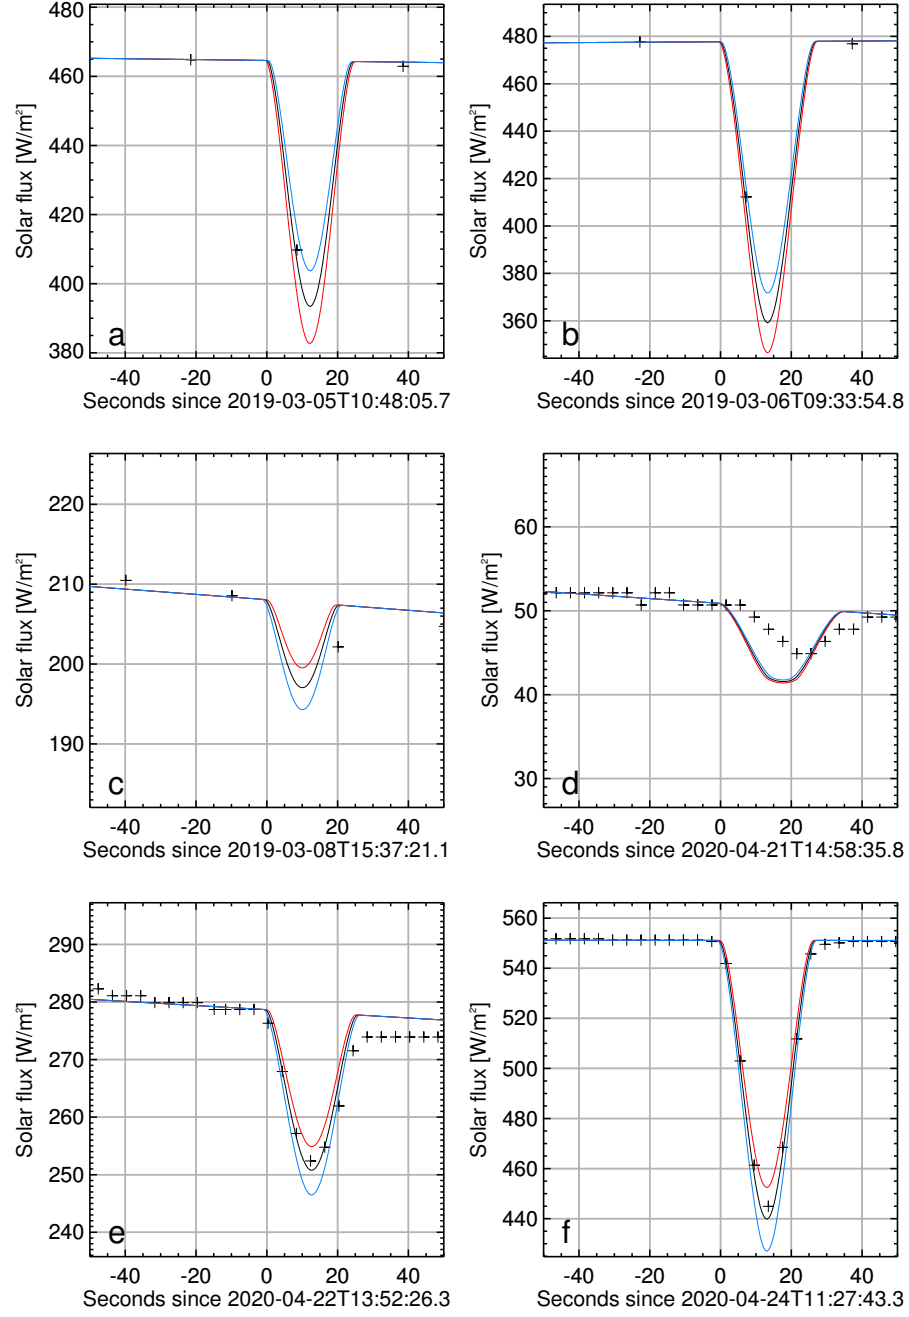 480
460
440
420
400
380
Solar flux [W/m²]
a
-40 -20 0 20 40
Seconds since 2019-03-05T10:48:05.7
480
460
440
420
400
380
360
Solar flux [W/m²]
b
-40 -20 0 20 40
Seconds since 2019-03-06T09:33:54.8
220
210
200
190
Solar flux [W/m²]
c
-40 -20 0 20 40
Seconds since 2019-03-08T15:37:21.1
60
50
40
30
Solar flux [W/m²]
d
-40 -20 0 20 40
Seconds since 2020-04-21T14:58:35.8
290
280
270
260
250
240
Solar flux [W/m²]
e
-40 -20 0 20 40
Seconds since 2020-04-22T13:52:26.3
560
540
520
500
480
460
440
Solar flux [W/m²]
f
-40 -20 0 20 40
Seconds since 2020-04-24T11:27:43.3